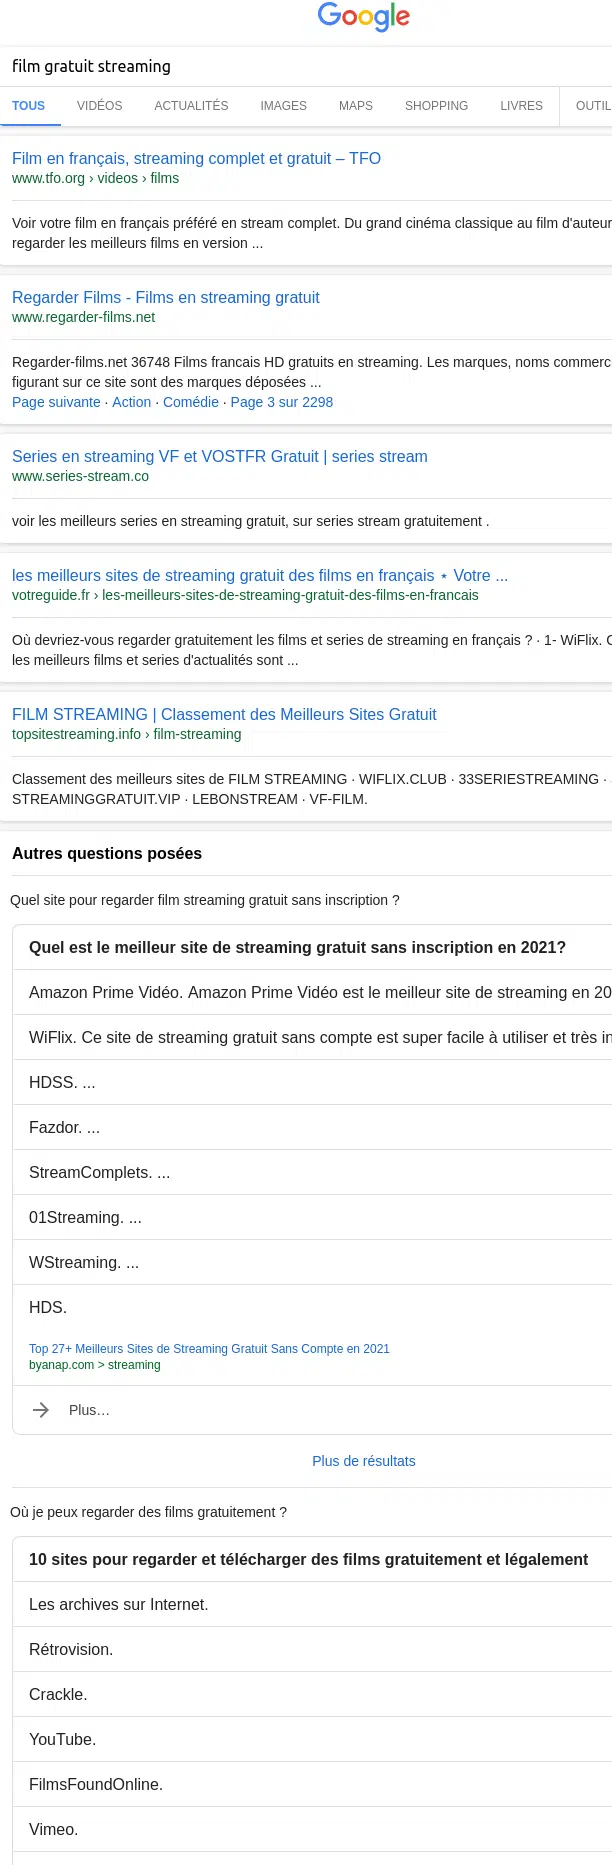 Google
film gratuit streaming
TOUS VIDÉOS ACTUALITÉS IMAGES MAPS SHOPPING LIVRES OUTIL
Film en français, streaming complet et gratuit – TFO
www.tfo.org › videos › films
Voir votre film en français préféré en stream complet. Du grand cinéma classique au film d'auteur
regarder les meilleurs films en version ...
Regarder Films - Films en streaming gratuit
www.regarder-films.net
Regarder-films.net 36748 Films francais HD gratuits en streaming. Les marques, noms commerc
figurant sur ce site sont des marques déposées ...
Page suivante · Action · Comédie · Page 3 sur 2298
Series en streaming VF et VOSTFR Gratuit | series stream
www.series-stream.co
voir les meilleurs series en streaming gratuit, sur series stream gratuitement .
les meilleurs sites de streaming gratuit des films en français ⋆ Votre ...
votreguide.fr › les-meilleurs-sites-de-streaming-gratuit-des-films-en-francais
Où devriez-vous regarder gratuitement les films et series de streaming en français ? · 1- WiFlix.
les meilleurs films et series d'actualités sont ...
FILM STREAMING | Classement des Meilleurs Sites Gratuit
topsitestreaming.info › film-streaming
Classement des meilleurs sites de FILM STREAMING · WIFLIX.CLUB · 33SERIESTREAMING ·
STREAMINGGRATUIT.VIP · LEBONSTREAM · VF-FILM.
Autres questions posées
Quel site pour regarder film streaming gratuit sans inscription ?
Quel est le meilleur site de streaming gratuit sans inscription en 2021?
Amazon Prime Vidéo. Amazon Prime Vidéo est le meilleur site de streaming en 20
WiFlix. Ce site de streaming gratuit sans compte est super facile à utiliser et très in
HDSS. ...
Fazdor. ...
StreamComplets. ...
01Streaming. ...
WStreaming. ...
HDS.
Top 27+ Meilleurs Sites de Streaming Gratuit Sans Compte en 2021
byanap.com > streaming
Plus…
Plus de résultats
Où je peux regarder des films gratuitement ?
10 sites pour regarder et télécharger des films gratuitement et légalement
Les archives sur Internet.
Rétrovision.
Crackle.
YouTube.
FilmsFoundOnline.
Vimeo.